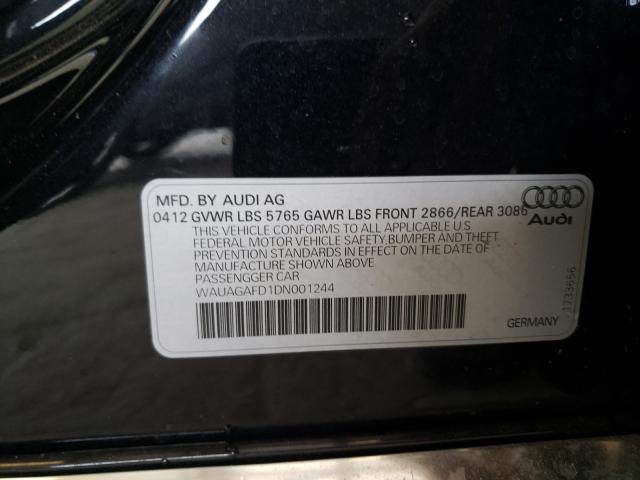 MFD. BY AUDI AG
0412 GVWR LBS 5765 GAWR LBS FRONT 2866/REAR 3086
Audi
THIS VEHICLE CONFORMS TO ALL APPLICABLE U S
FEDERAL MOTOR VEHICLE SAFETY,BUMPER AND THEFT
PREVENTION STANDARDS IN EFFECT ON THE DATE OF
MANUFACTURE SHOWN ABOVE
PASSENGGER CAR
WAUAGAFD1DN001244
GERMANY
1733656